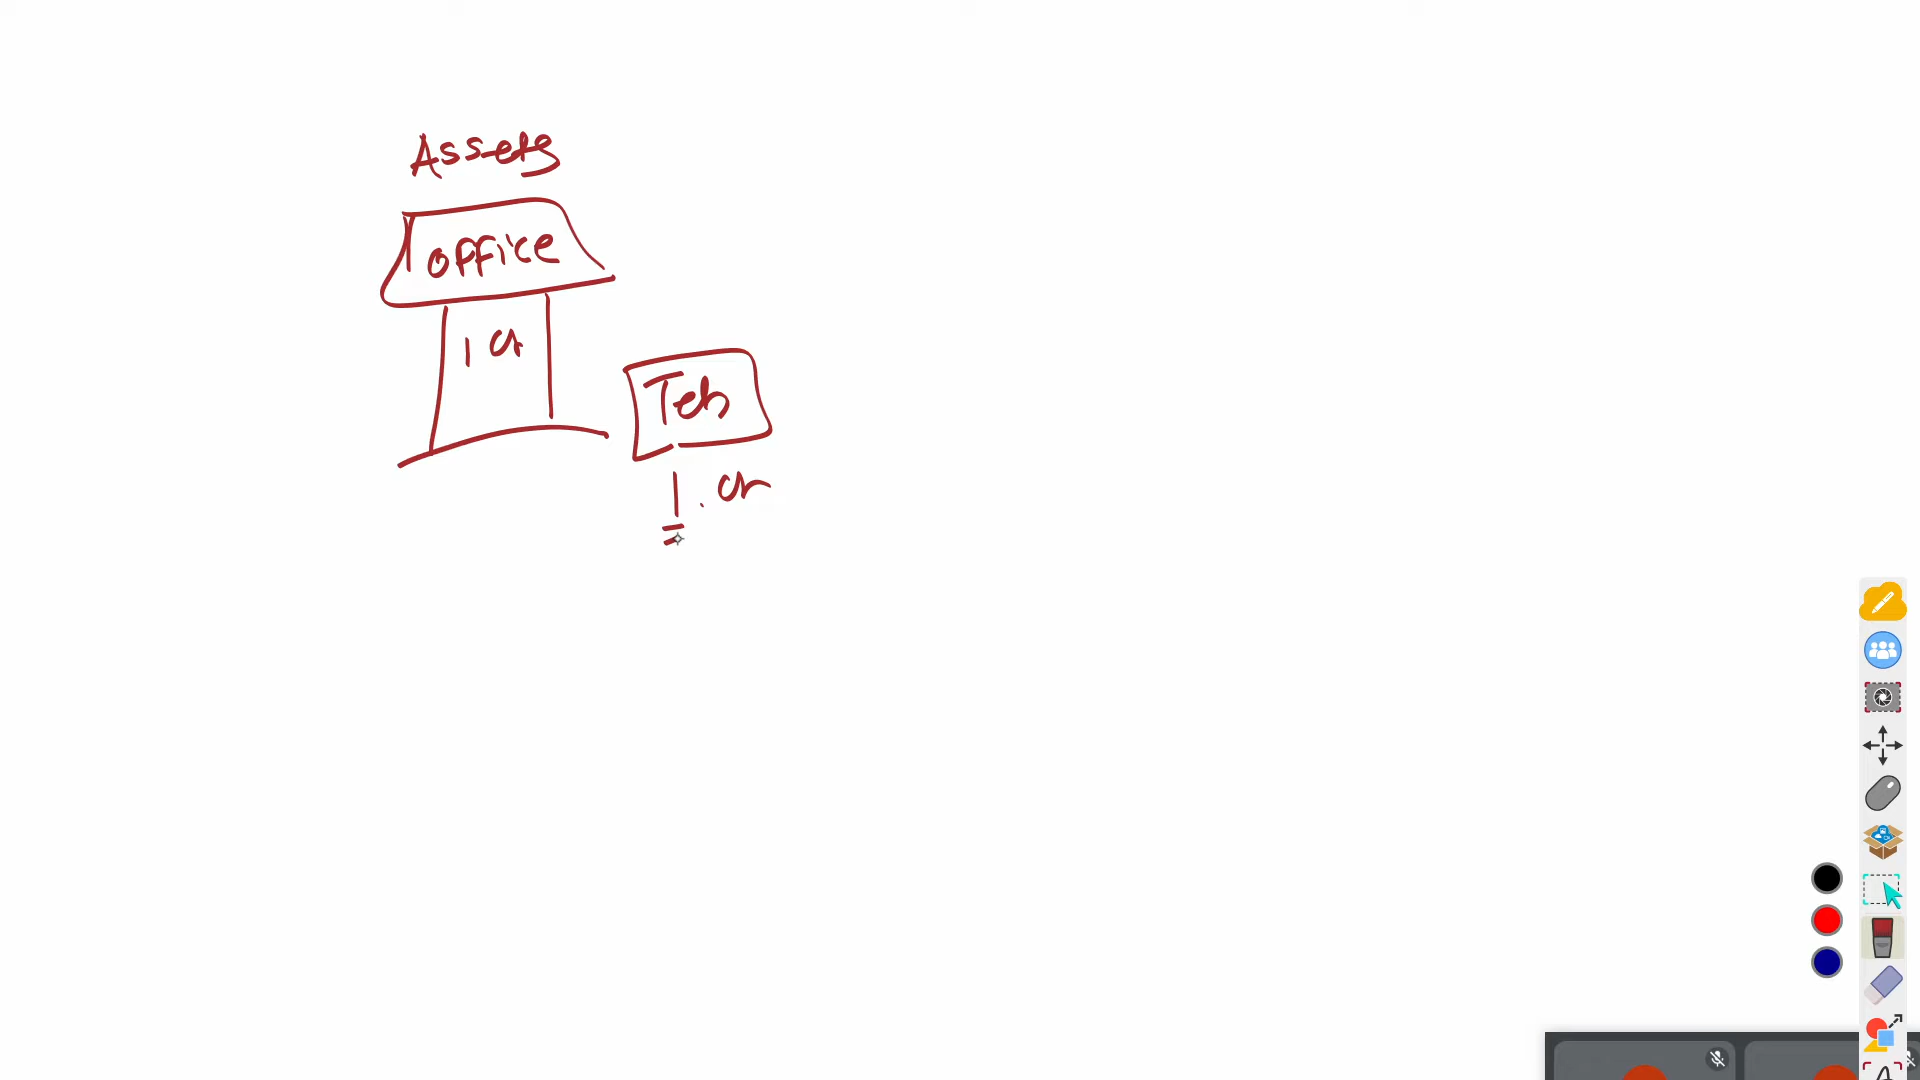 Assets
office
1 cr
Teh
1. cr